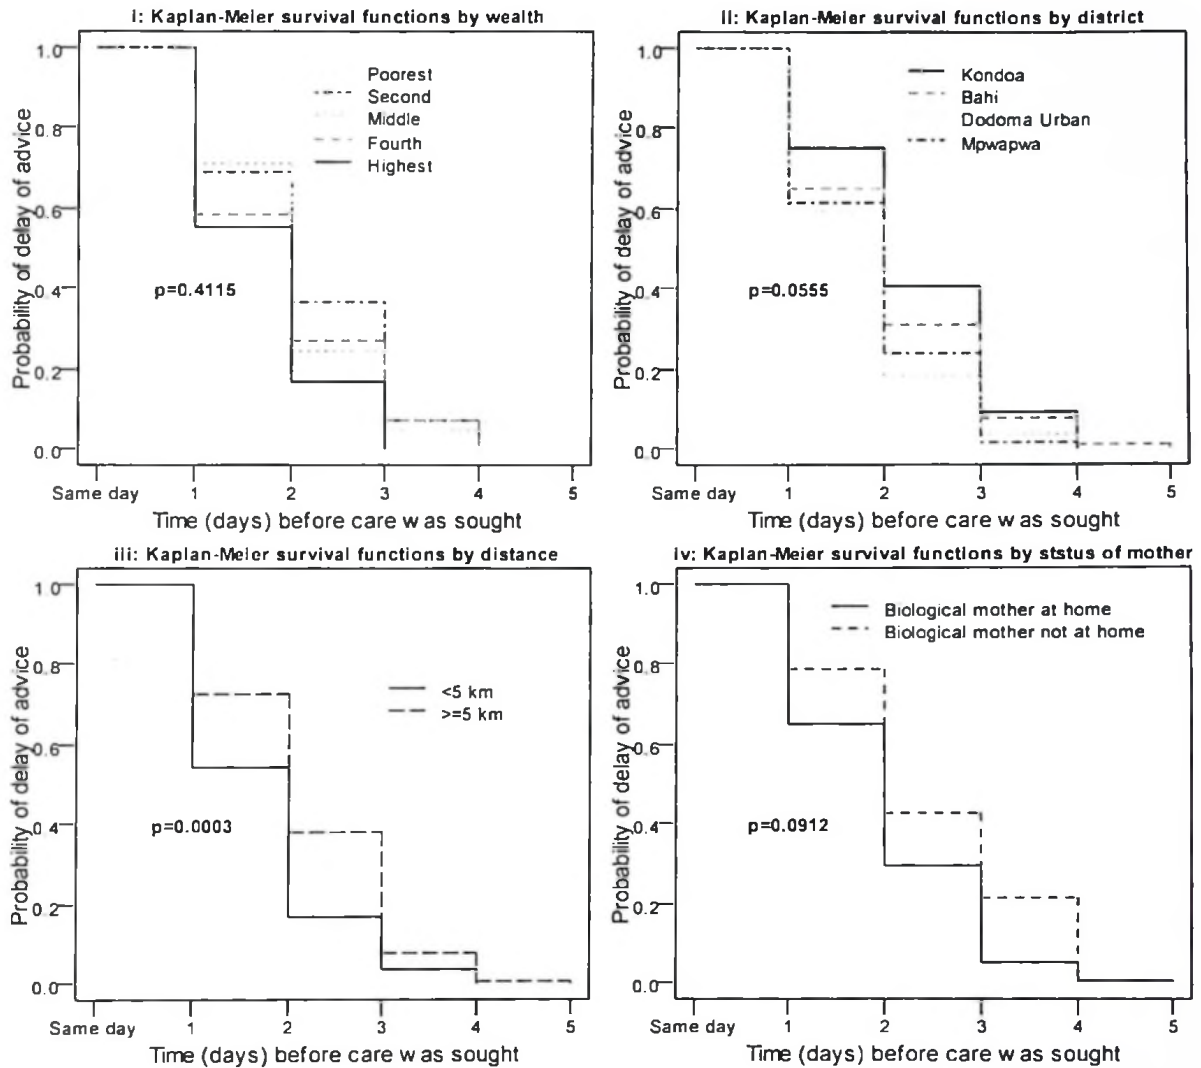 i: Kaplan-Meier survival functions by wealth
Probability of delay of advice
1.0
0.8
0.6
0.4
0.2
0.0
Poorest
Second
Middle
Fourth
Highest
p=0.4115
Same day 1 2 3 4 5
Time (days) before care was sought
ii: Kaplan-Meier survival functions by district
Probability of delay of advice
1.0
0.8
0.6
0.4
0.2
0.0
Kondoa
Bahi
Dodoma Urban
Mpwapwa
p=0.0555
Same day 1 2 3 4 5
Time (days) before care was sought
iii: Kaplan-Meier survival functions by distance
Probability of delay of advice
1.0
0.8
0.6
0.4
0.2
0.0
<5 km
>=5 km
p=0.0003
Same day 1 2 3 4 5
Time (days) before care was sought
iv: Kaplan-Meier survival functions by ststus of mother
Probability of delay of advice
1.0
0.8
0.6
0.4
0.2
0.0
Biological mother at home
Biological mother not at home
p=0.0912
Same day 1 2 3 4 5
Time (days) before care was sought